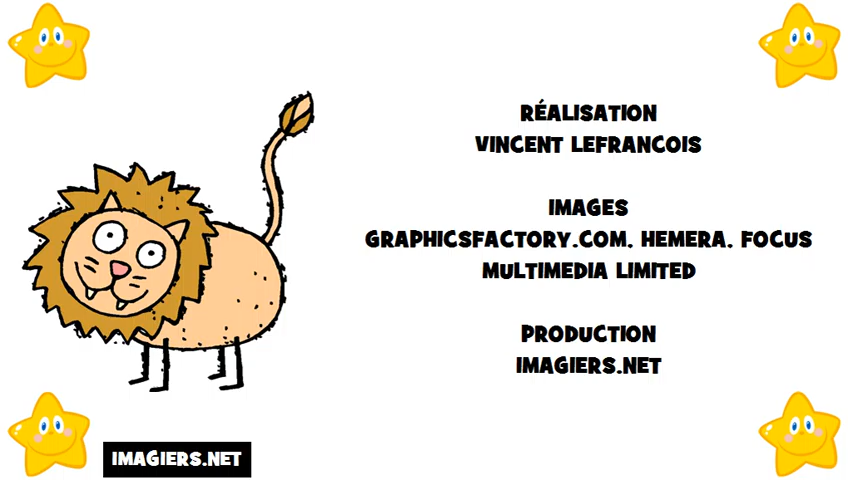 RÉALISATION
VINCENT LEFRANCOIS
IMAGES
GRAPHICSFACTORY.COM, HEMERA, FOCUS
MULTIMEDIA LIMITED
PRODUCTION
IMAGIERS.NET
IMAGIERS.NET